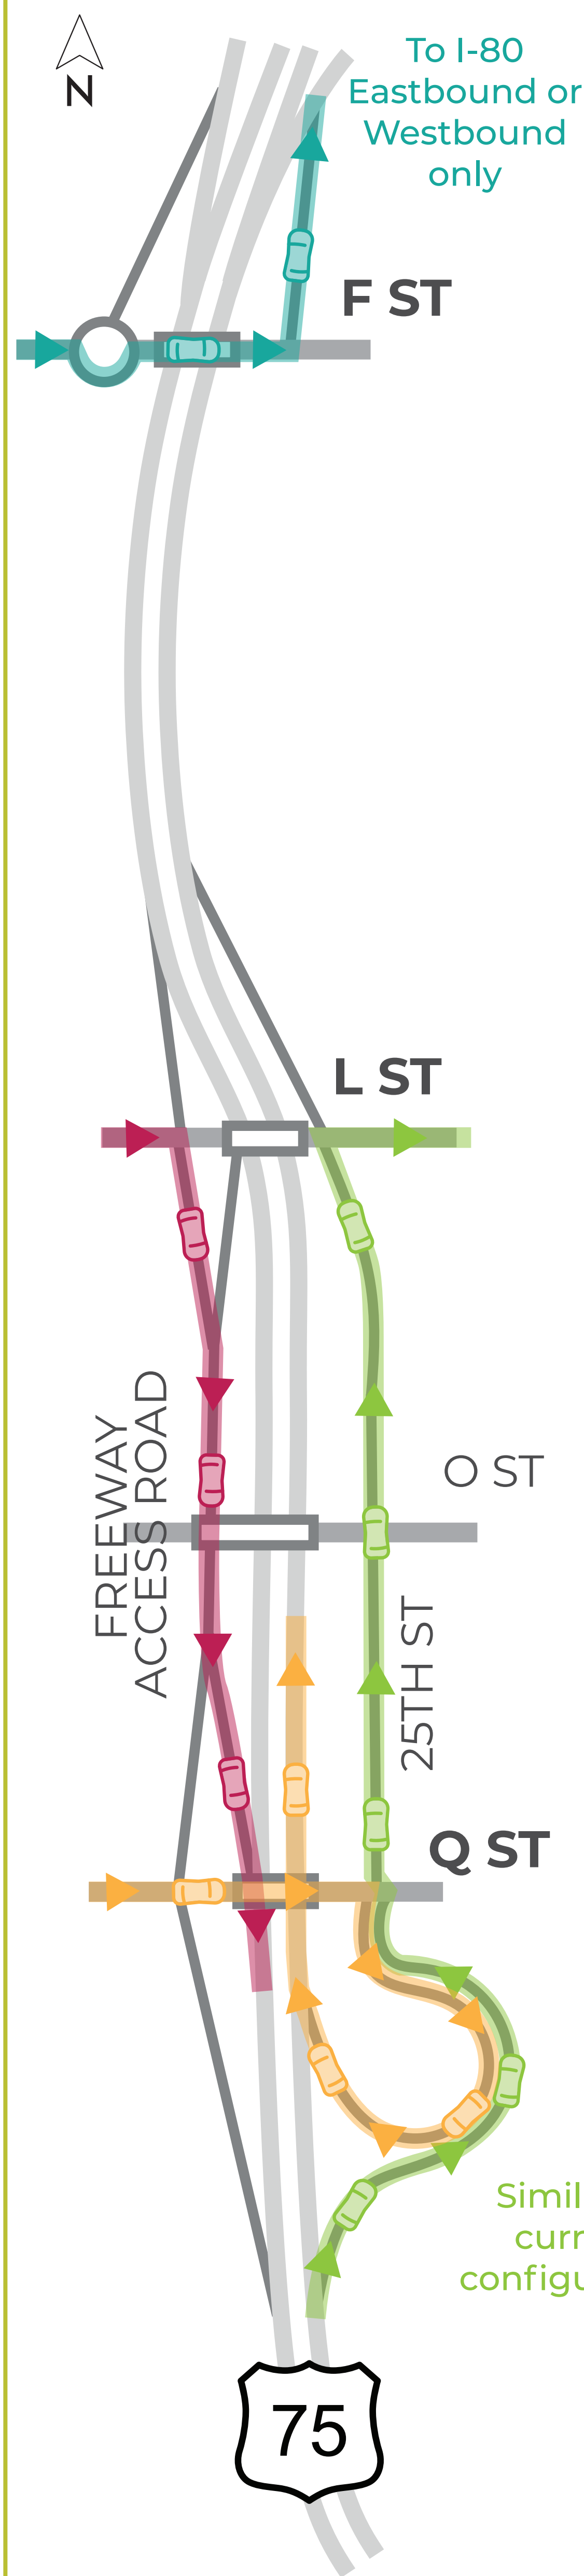 To I-80
Eastbound or
Westbound
only
N
F ST
L ST
FREEWAY
ACCESS ROAD
O ST
25TH ST
Q ST
75